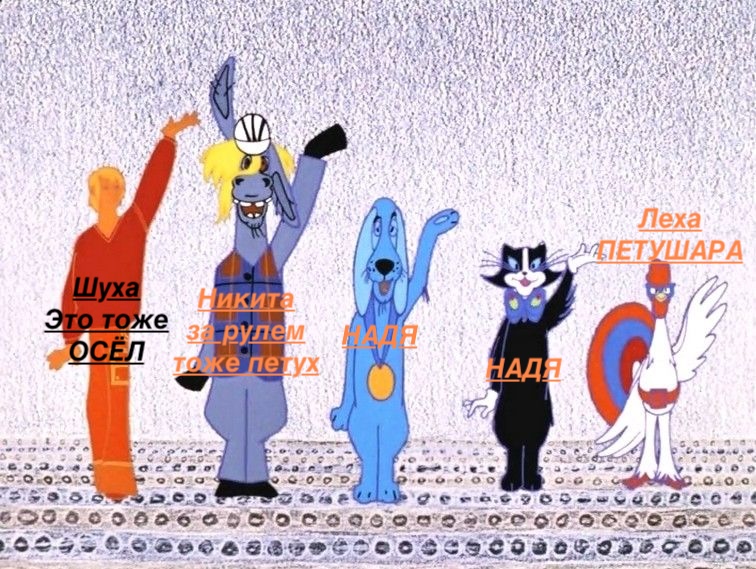 Шуха
Это тоже
ОСЁЛ
Никита
за рулем
тоже петух
НАДЯ
НАДЯ
Леха
ПЕТУШАРА